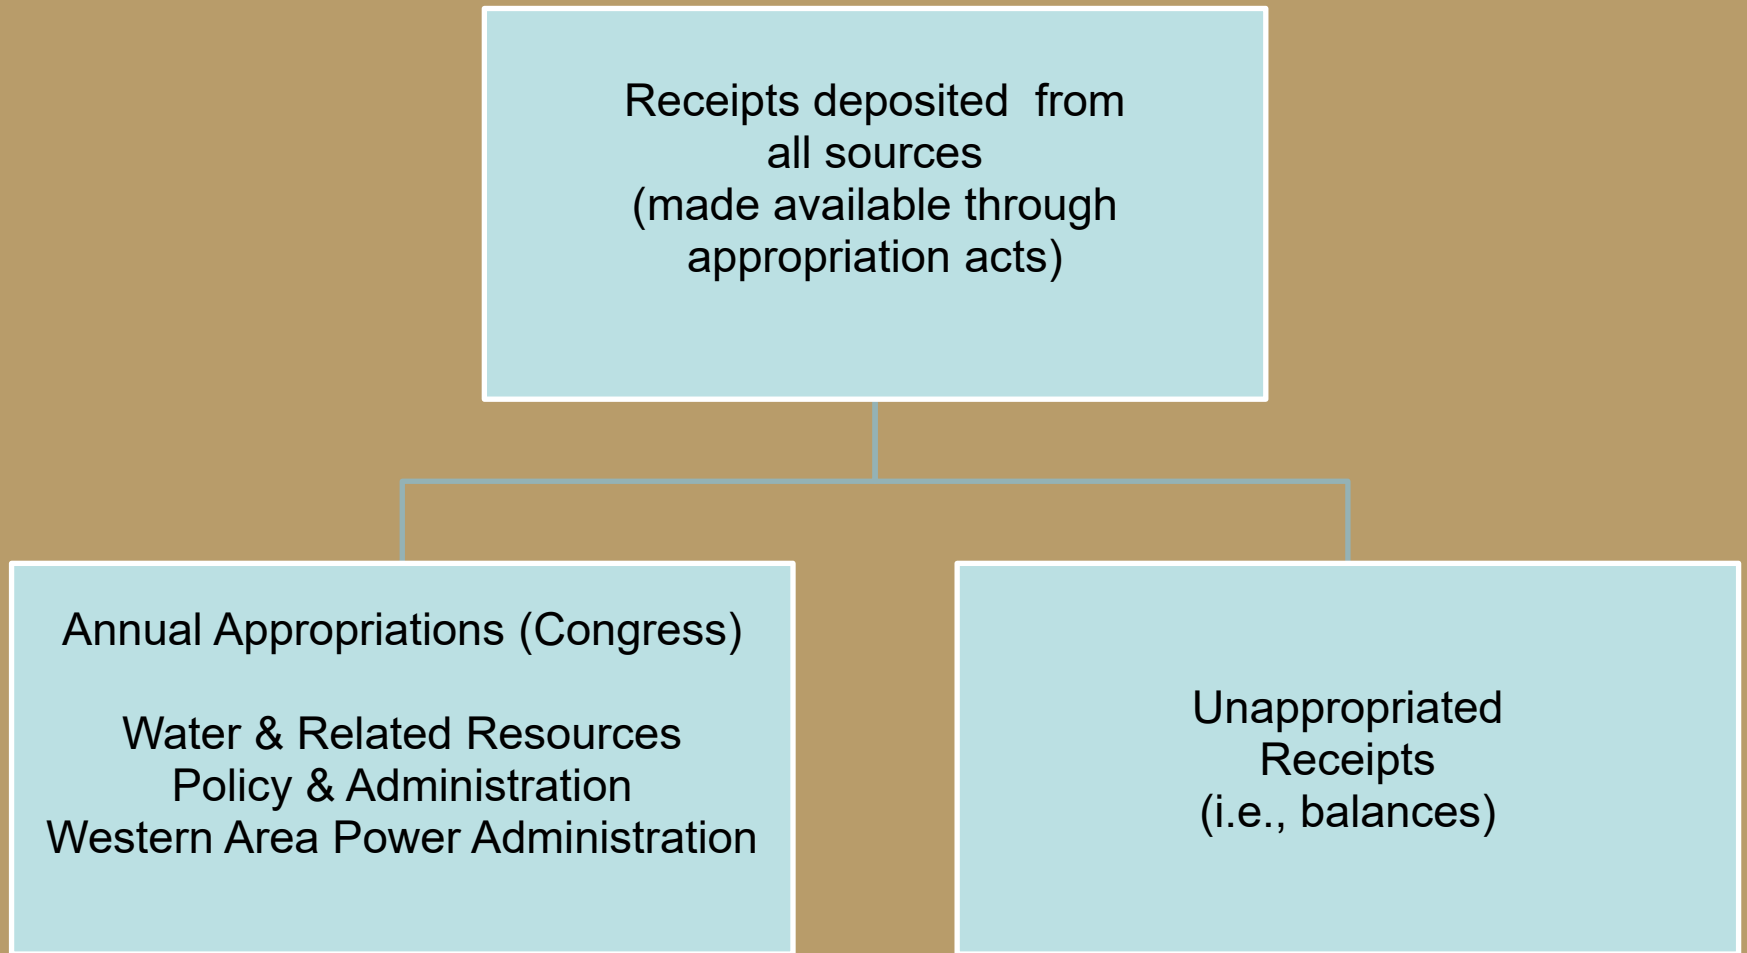 Receipts deposited from
all sources
(made available through
appropriation acts)
Annual Appropriations (Congress)
Water & Related Resources
Policy & Administration
Western Area Power Administration
Unappropriated
Receipts
(i.e., balances)